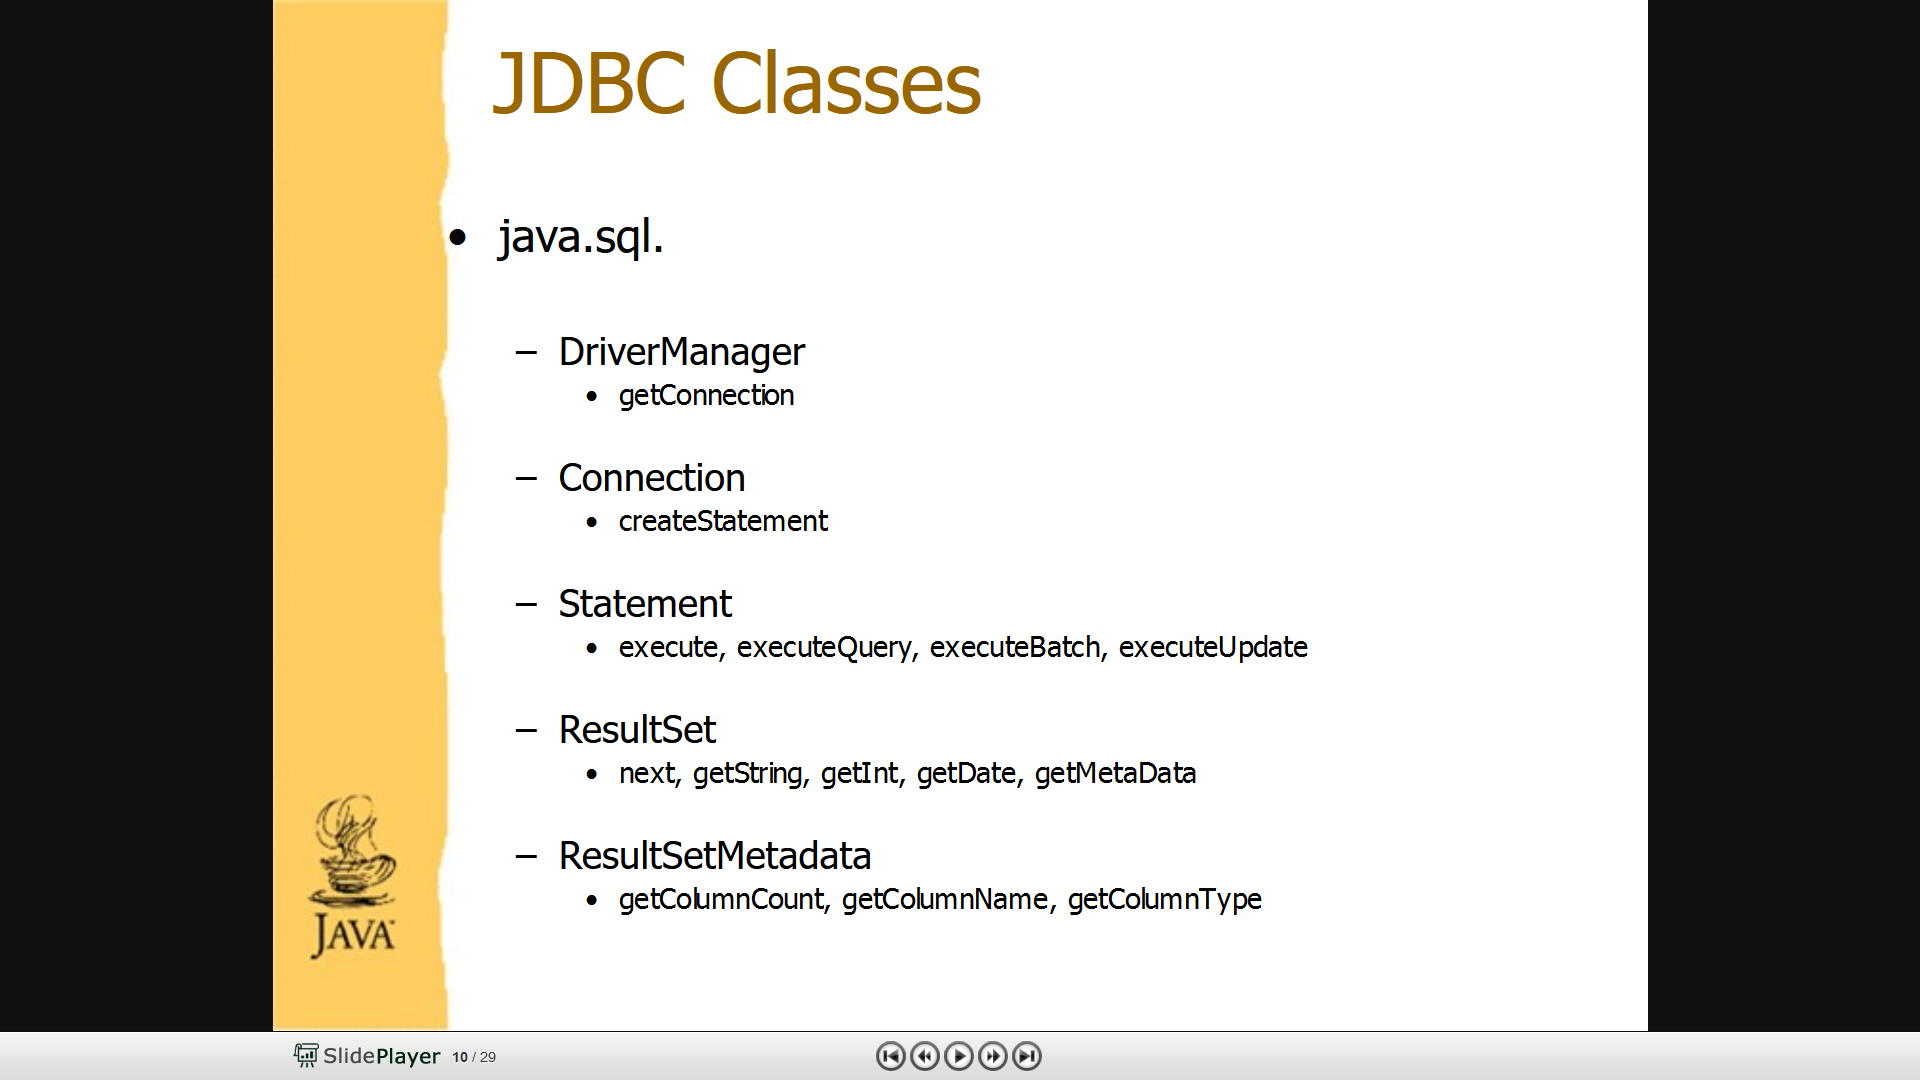 JDBC Classes
• java.sql.
– DriverManager
• getConnection
– Connection
• createStatement
– Statement
• execute, executeQuery, executeBatch, executeUpdate
– ResultSet
• next, getString, getInt, getDate, getMetaData
– ResultSetMetadata
• getColumnCount, getColumnName, getColumnType
JAVA™
SlidePlayer 10 / 29